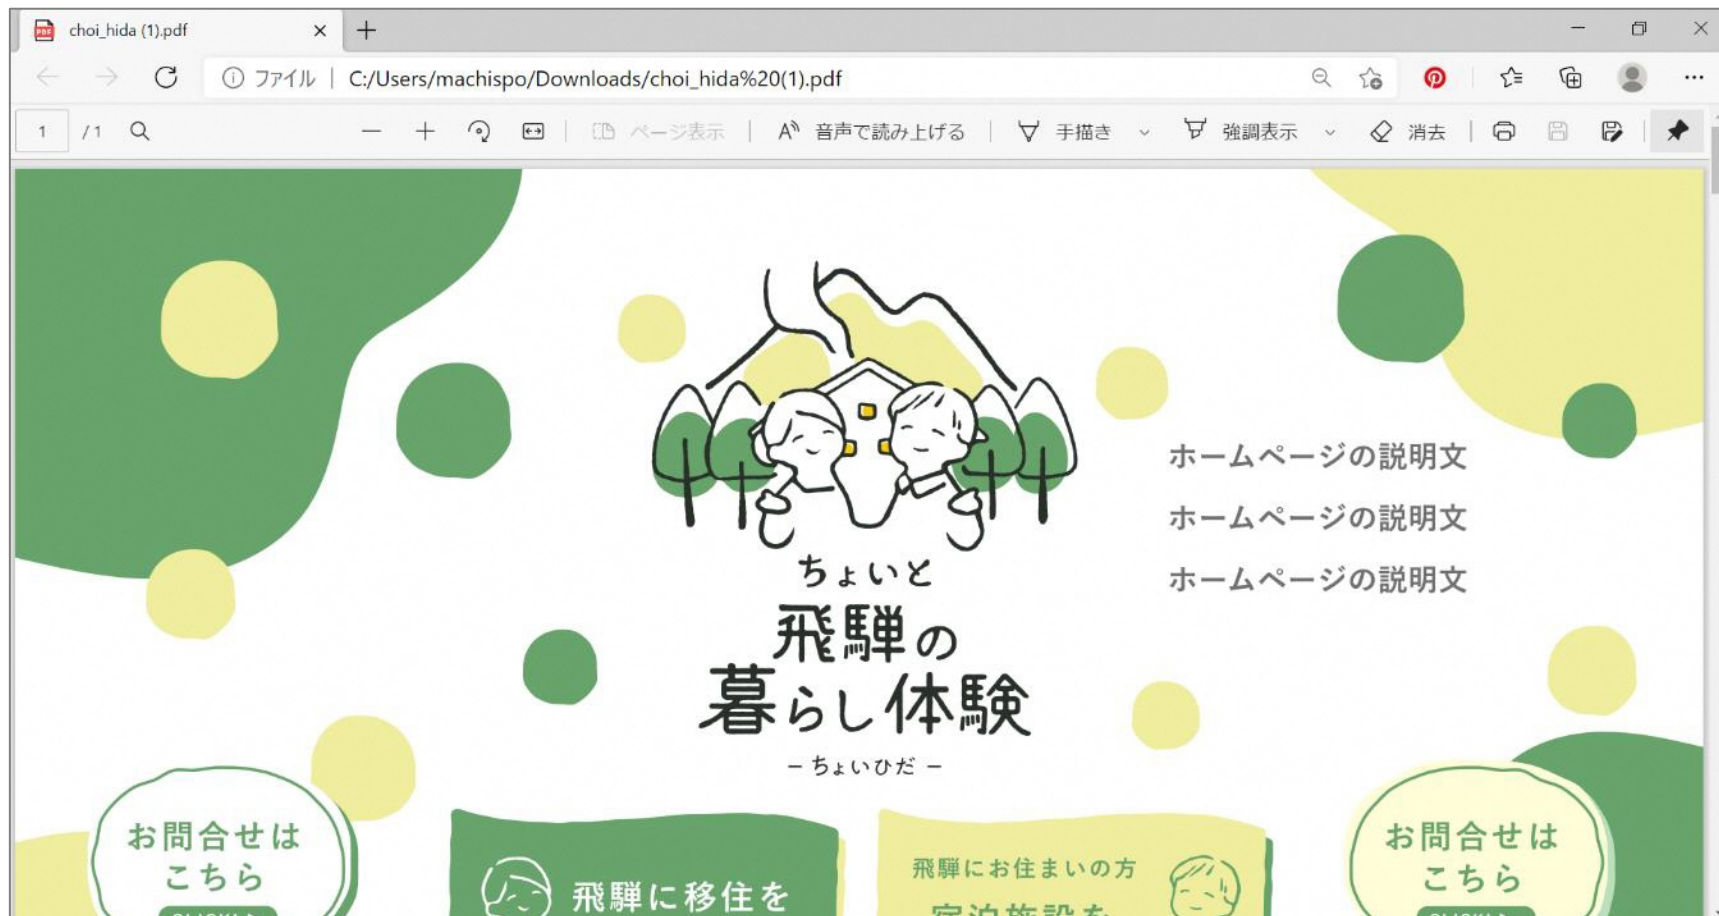 choi_hida (1).pdf
ファイル C:/Users/machispo/Downloads/choi_hida%20(1).pdf
1 / 1 ページ表示 音声で読み上げる 手描き 強調表示 消去
ホームページの説明文
ホームページの説明文
ホームページの説明文
ちょいと
飛騨の
暮らし体験
－ちょいひだ－
お問合せは
こちら
飛騨に移住を
飛騨にお住まいの方
宿泊施設を
お問合せは
こちら